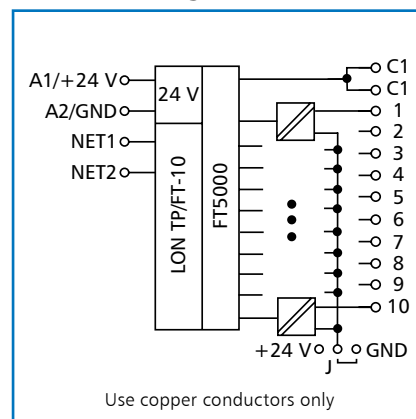 A1/+24 V
A2/GND
NET1
NET2
24 V
LON TP/FT-10
FT5000
C1
C1
1
2
3
4
5
6
7
8
9
10
+24 V
GND
J
Use copper conductors only